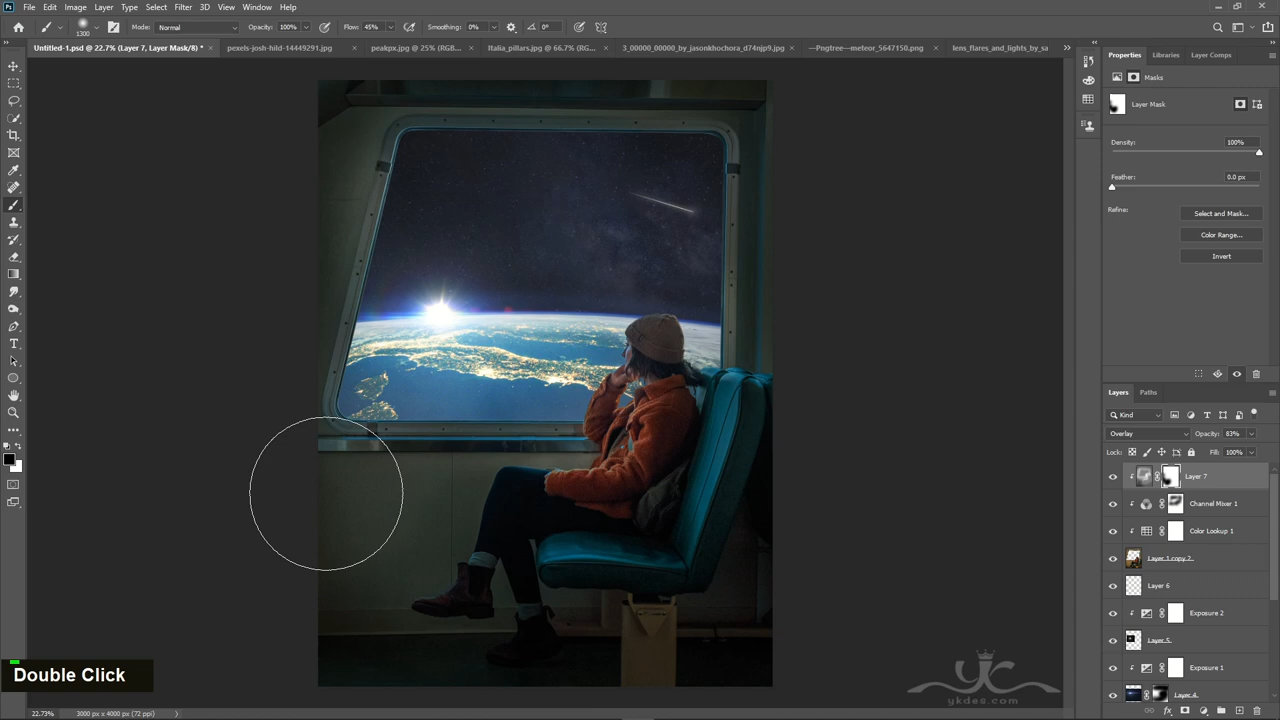 File Edit Image Layer Type Select Filter 3D View Window Help
1300 Mode: Normal Opacity: 100% Flow: 45% Smoothing: 0% 0°
Untitled-1.psd @ 22.7% (Layer 7, Layer Mask/8) * pexels-josh-hild-14449291.jpg peakpx.jpg @ 25% (RGB... Italia_pillars.jpg @ 66.7% (RGB... 3_00_00000_00_by_jasonkhochora_d74njp9.jpg —Pngtree—meteor_5647150.png lens_flares_and_lights_by_sa
Properties Libraries Layer Comps
Masks
Layer Mask
Density: 100%
Feather: 0.0 px
Refine: Select and Mask...
Color Range...
Invert
Layers Paths
Kind
Overlay Opacity: 83%
Lock: Fill: 100%
Layer 7
Channel Mixer 1
Color Lookup 1
Layer 1 copy 2
Layer 6
Exposure 2
Layer 5
Exposure 1
Layer 4
Double Click
ykdes.com
22.73% 3000 px x 4000 px (72 ppi)